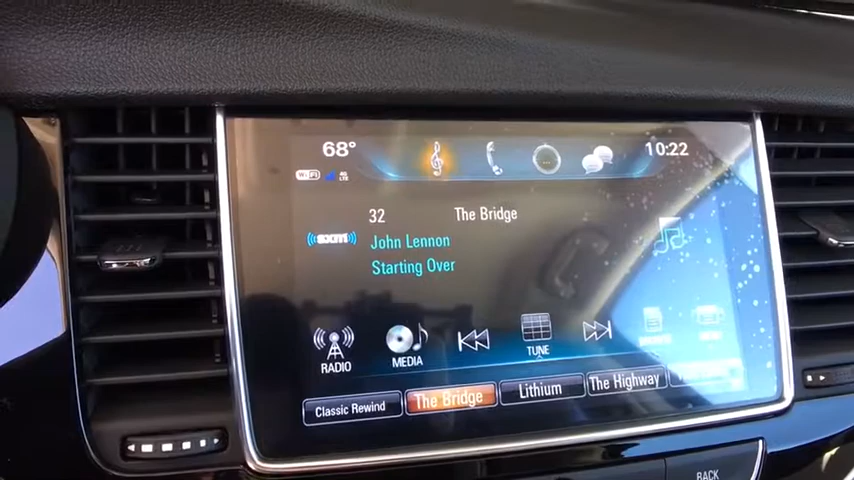 68°
10:22
WiFi
4G
LTE
32
The Bridge
sxm
John Lennon
Starting Over
RADIO
MEDIA
TUNE
Classic Rewind
The Bridge
Lithium
The Highway
BACK